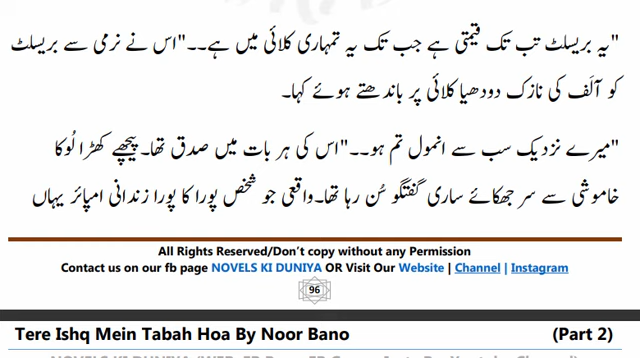 "یہ بریسلٹ تب تک قیمتی ہے جب تک یہ تمہاری کلائی میں ہے۔۔"اس نے نرمی سے بریسلٹ
کو آلف کی نازک دودھیا کلائی پر باندھتے ہوئے کہا۔
"میرے نزدیک سب سے انمول تم ہو۔۔"اس کی ہر بات میں صدق تھا۔پیچھے کھڑا لُوکا
خاموشی سے سر جھکائے ساری گفتگو سُن رہا تھا۔واقعی جو شخص پورا کا پورا زندانی امپائر یہاں
All Rights Reserved/Don't copy without any Permission
Contact us on our fb page NOVELS KI DUNIYA OR Visit Our Website | Channel | Instagram
96
Tere Ishq Mein Tabah Hoa By Noor Bano (Part 2)